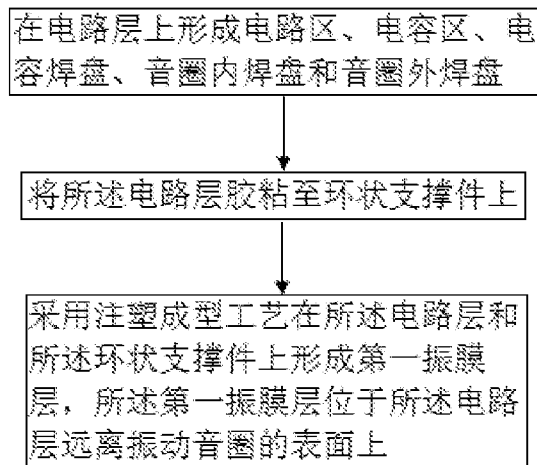 在电路层上形成电路区、电容区、电
容焊盘、音圈内焊盘和音圈外焊盘
将所述电路层胶粘至环状支撑件上
采用注塑成型工艺在所述电路层和
所述环状支撑件上形成第一振膜
层，所述第一振膜层位于所述电路
层远离振动音圈的表面上